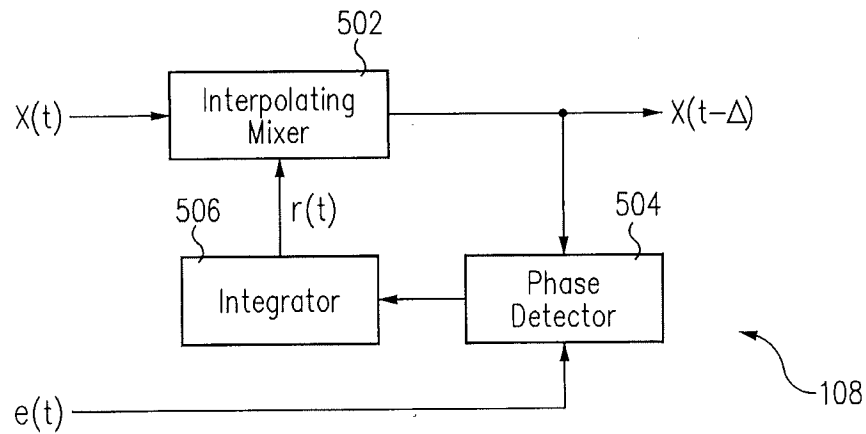 502
X(t)
Interpolating
Mixer
X(t−Δ)
506
r(t)
504
Integrator
Phase
Detector
108
e(t)